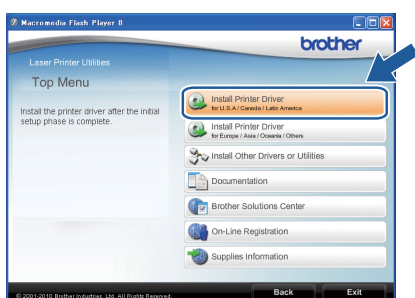 Macromedia Flash Player 8
brother
Laser Printer Utilities
Top Menu
Install the printer driver after the initial
setup phase is complete.
Install Printer Driver
for U.S.A / Canada / Latin America
Install Printer Driver
for Europe / Asia / Oceania / Others
Install Other Drivers or Utilities
Documentation
Brother Solutions Center
On-Line Registration
Supplies Information
© 2001-2010 Brother Industries, Ltd. All Rights Reserved.
Back
Exit